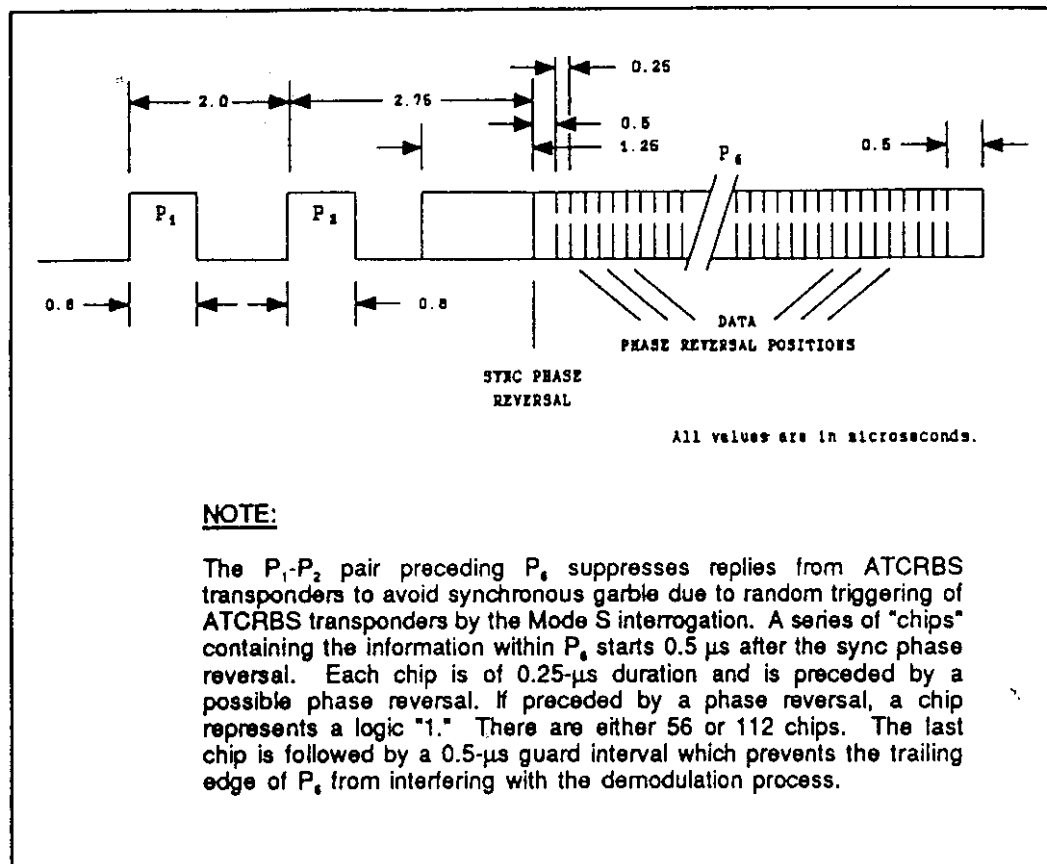 0.25
2.0 2.75
0.5
1.25
P₆ 0.5
P₁ P₂
0.8 0.8
DATA
PHASE REVERSAL POSITIONS
SYNC PHASE
REVERSAL
All values are in microseconds.
NOTE:
The P₁-P₂ pair preceding P₆ suppresses replies from ATCRBS
transponders to avoid synchronous garble due to random triggering of
ATCRBS transponders by the Mode S interrogation. A series of "chips"
containing the information within P₆ starts 0.5 μs after the sync phase
reversal. Each chip is of 0.25-μs duration and is preceded by a
possible phase reversal. If preceded by a phase reversal, a chip
represents a logic "1." There are either 56 or 112 chips. The last
chip is followed by a 0.5-μs guard interval which prevents the trailing
edge of P₆ from interfering with the demodulation process.